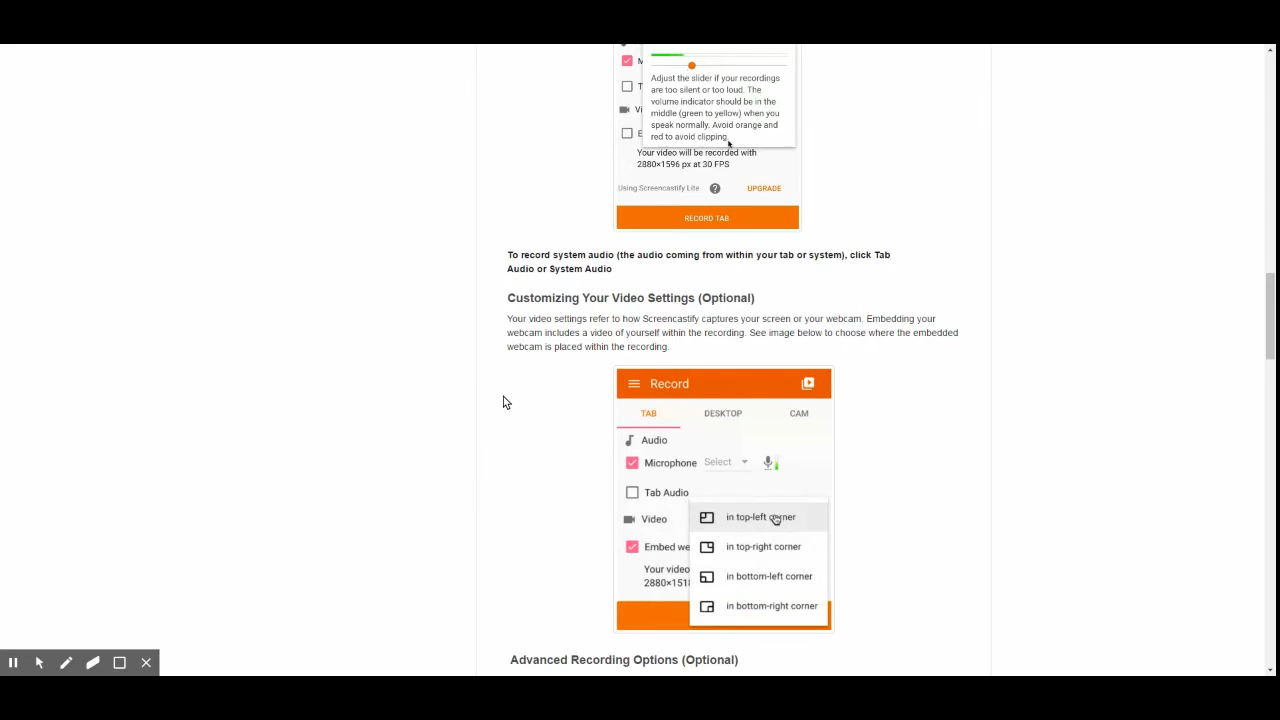 Adjust the slider if your recordings
are too silent or too loud. The
volume indicator should be in the
middle (green to yellow) when you
speak normally. Avoid orange and
red to avoid clipping.
Your video will be recorded with
2880×1596 px at 30 FPS
Using Screencastify Lite ? UPGRADE
RECORD TAB
To record system audio (the audio coming from within your tab or system), click Tab
Audio or System Audio
Customizing Your Video Settings (Optional)
Your video settings refer to how Screencastify captures your screen or your webcam. Embedding your
webcam includes a video of yourself within the recording. See image below to choose where the embedded
webcam is placed within the recording.
Record
TAB DESKTOP CAM
Audio
Microphone Select
Tab Audio
Video in top-left corner
Embed we in top-right corner
Your video in bottom-left corner
2880×1518
in bottom-right corner
Advanced Recording Options (Optional)